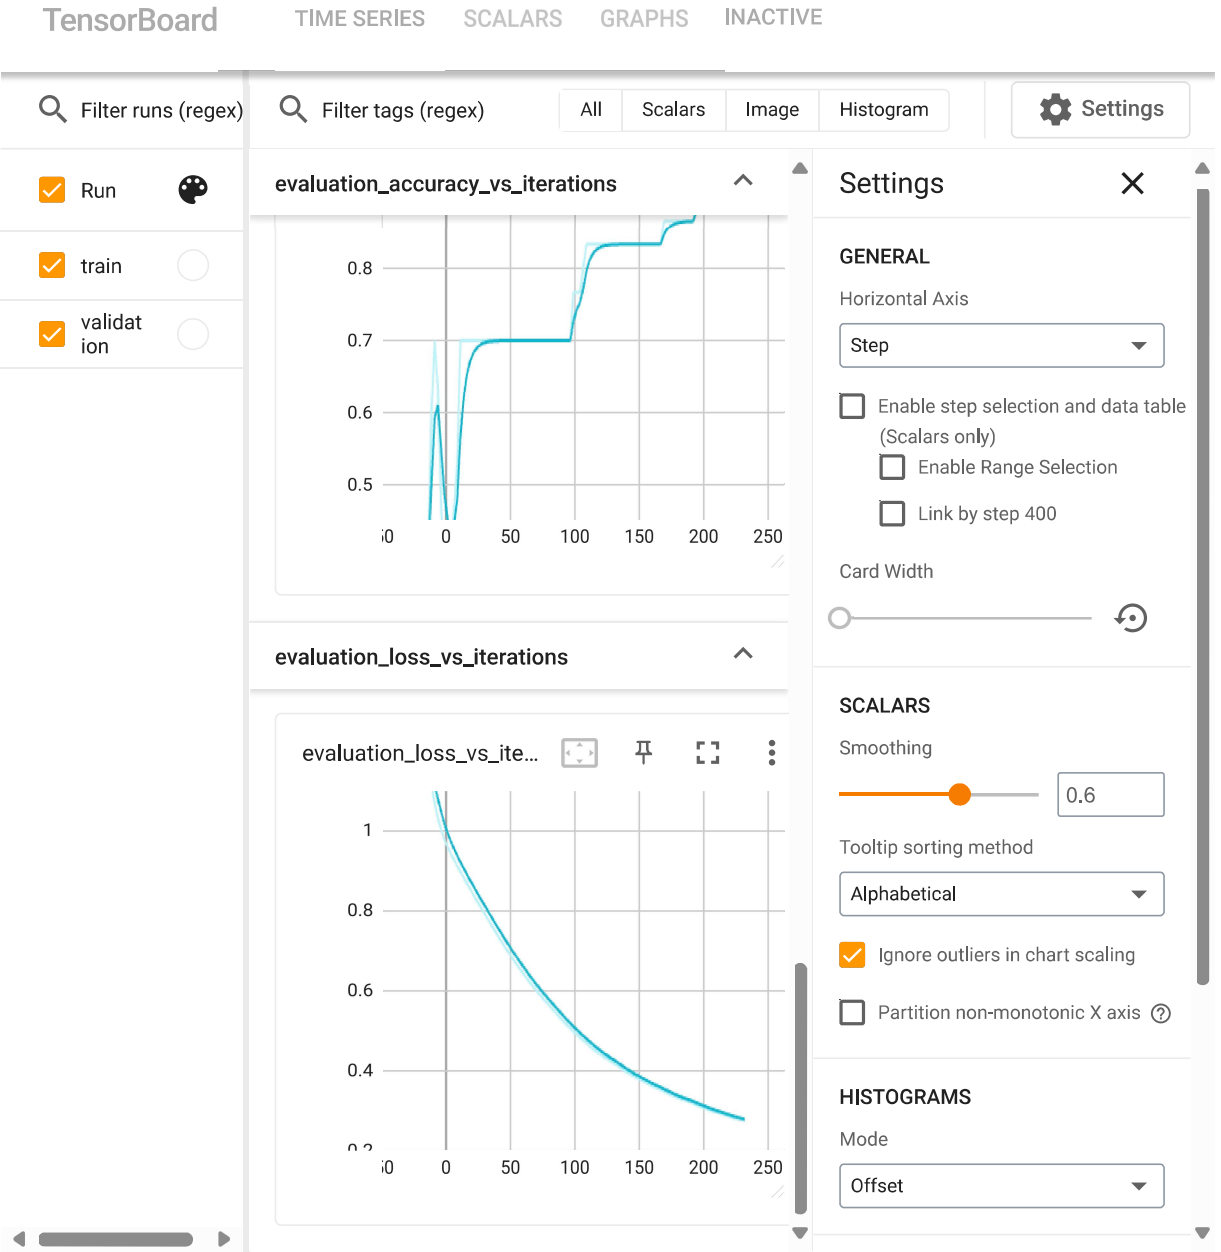 TensorBoard
TIME SERIES
SCALARS
GRAPHS
INACTIVE
Filter runs (regex)
Filter tags (regex)
All
Scalars
Image
Histogram
Settings
Run
train
validat
ion
evaluation_accuracy_vs_iterations
0.8
0.7
0.6
0.5
50 0 50 100 150 200 250
evaluation_loss_vs_iterations
evaluation_loss_vs_ite...
1
0.8
0.6
0.4
0.2
50 0 50 100 150 200 250
Settings
GENERAL
Horizontal Axis
Step
Enable step selection and data table
(Scalars only)
Enable Range Selection
Link by step 400
Card Width
SCALARS
Smoothing
0.6
Tooltip sorting method
Alphabetical
Ignore outliers in chart scaling
Partition non-monotonic X axis
HISTOGRAMS
Mode
Offset